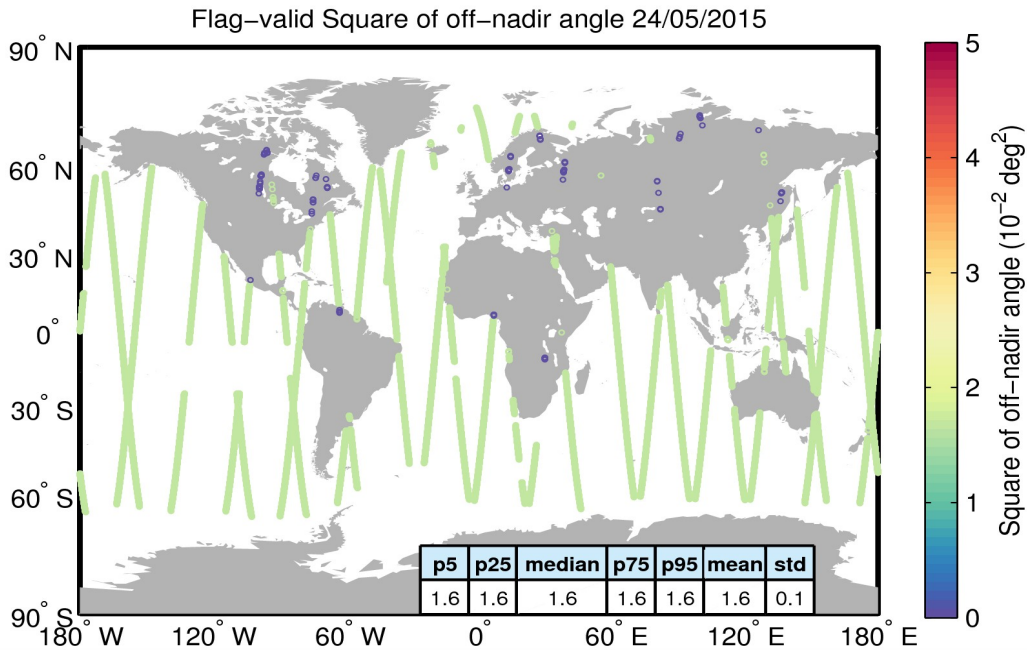 Flag−valid Square of off−nadir angle 24/05/2015
90° N
60° N
30° N
0°
30° S
60° S
90° S
180° W
120° W
60° W
0°
60° E
120° E
180° E
p5 p25 median p75 p95 mean std
1.6 1.6 1.6 1.6 1.6 1.6 0.1
5
4
3
2
1
0
Square of off−nadir angle (10⁻² deg²)